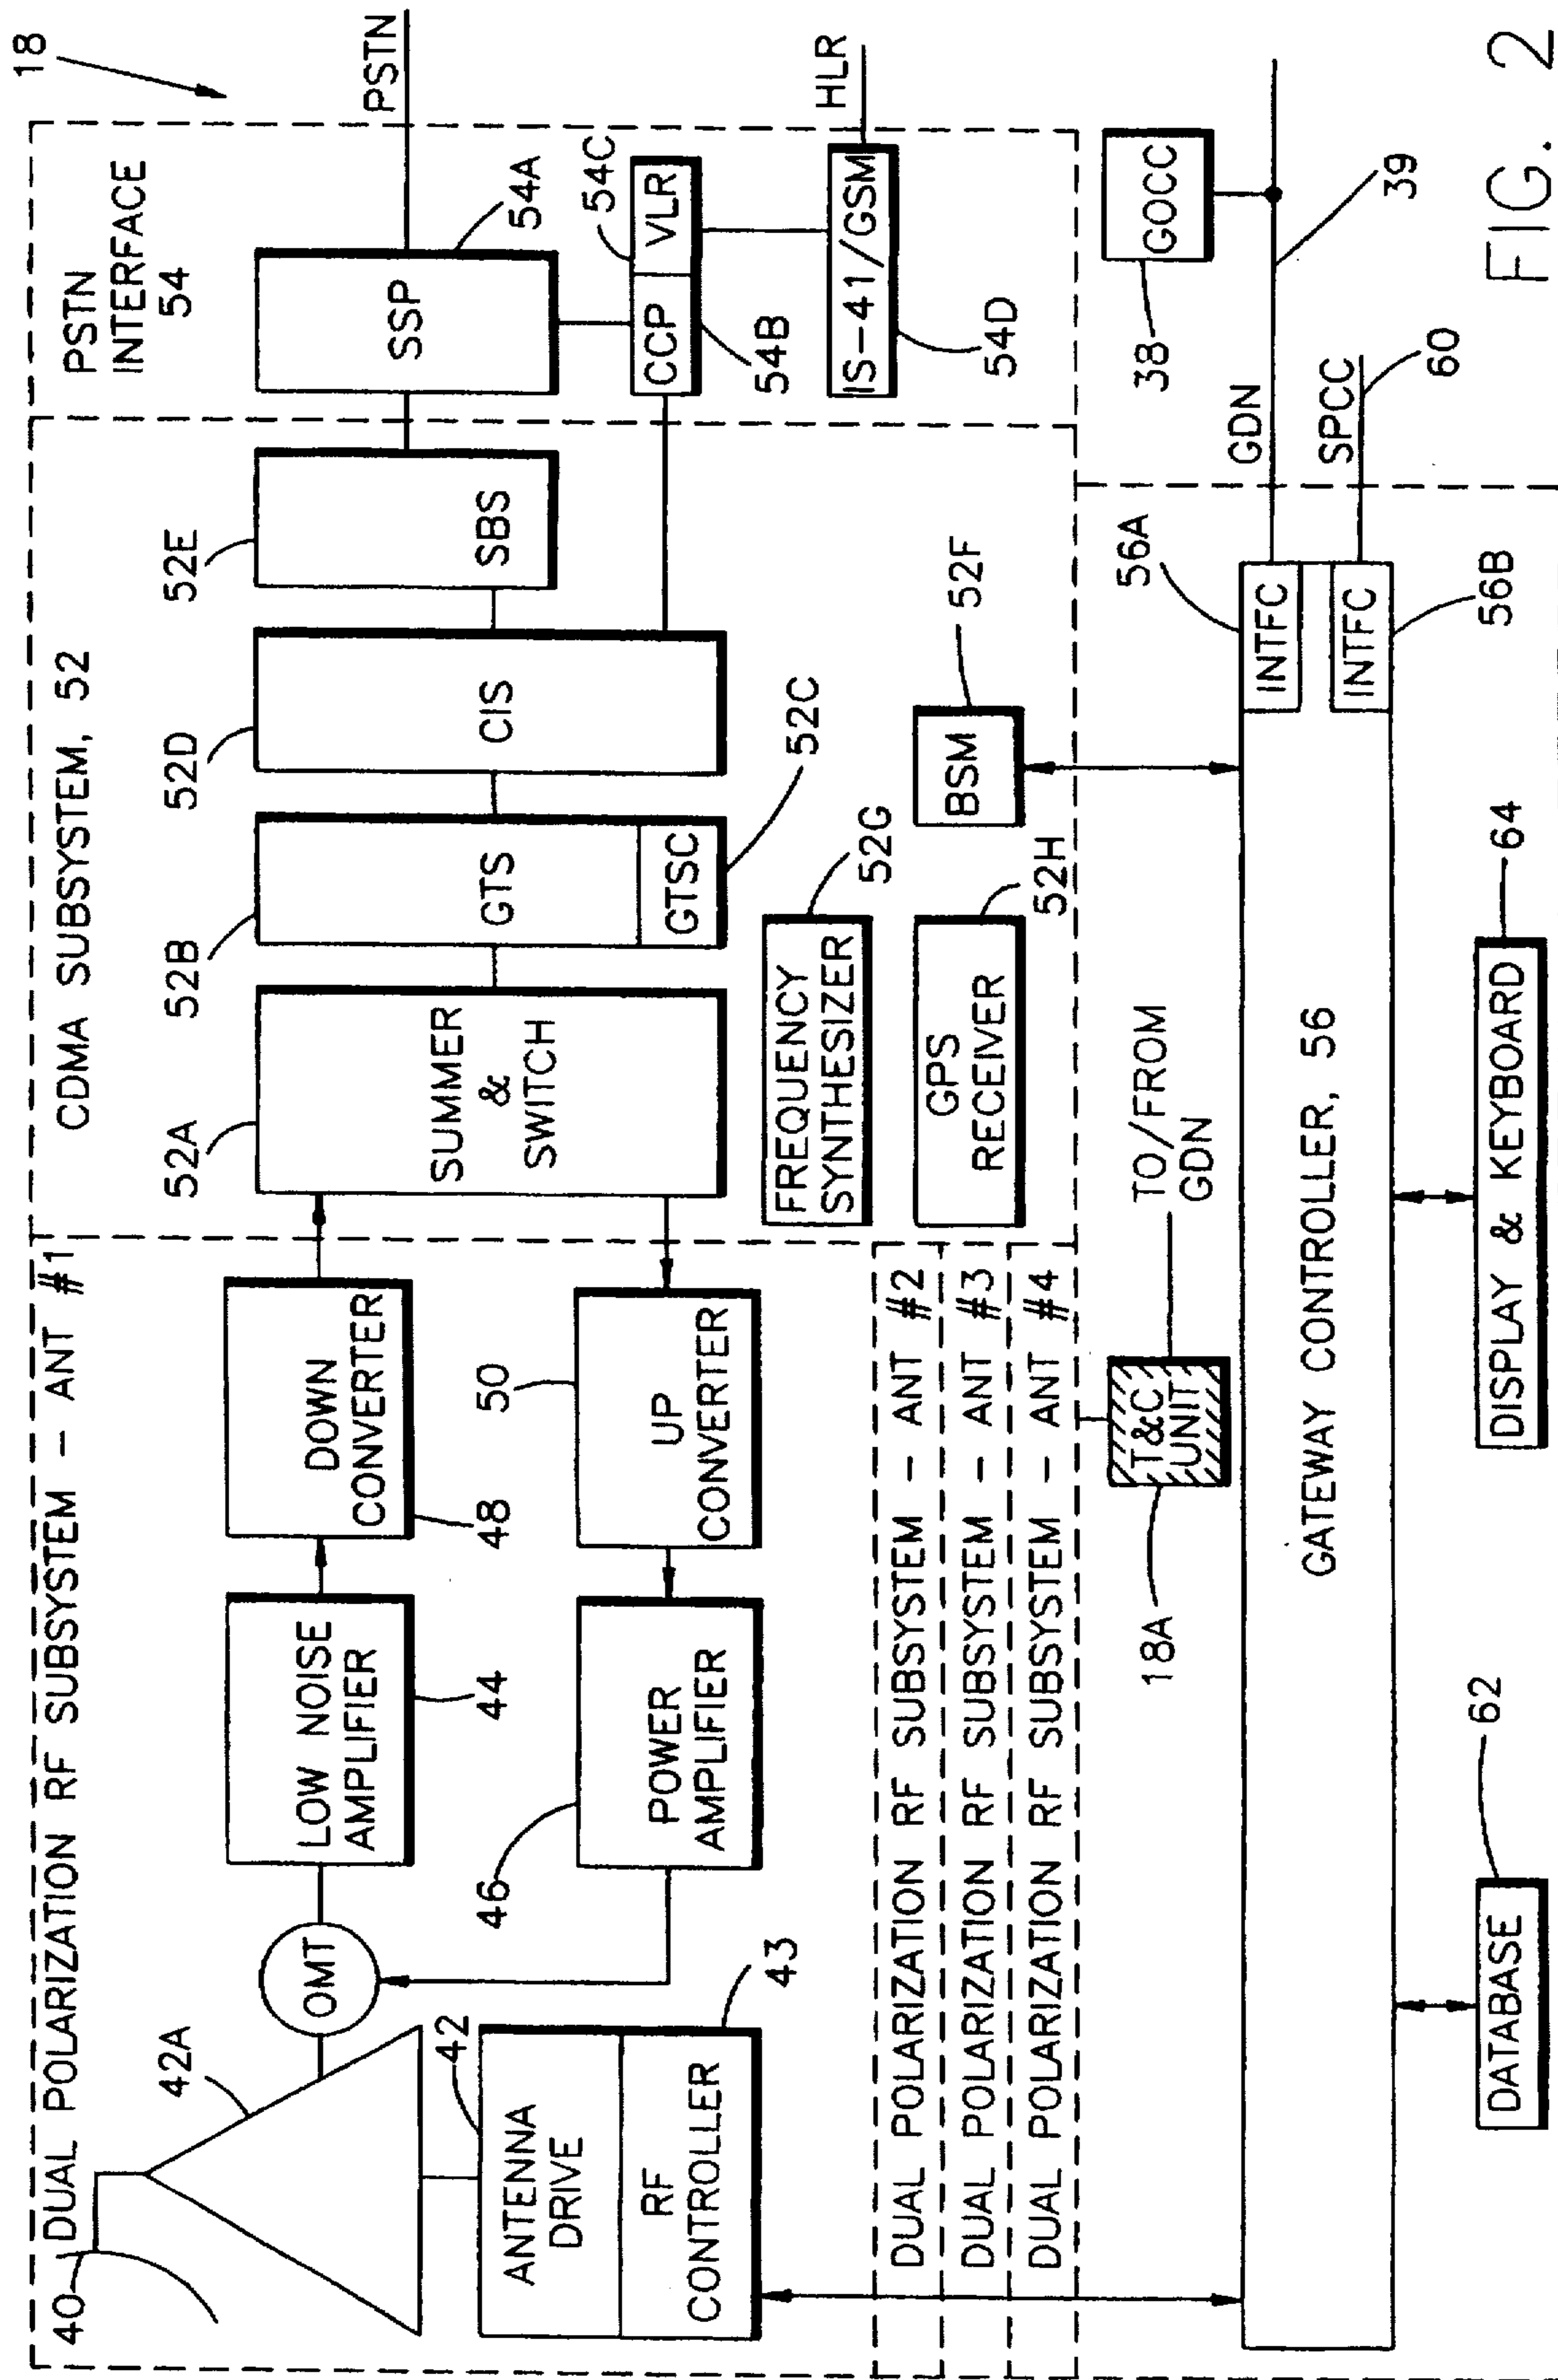 18
DUAL POLARIZATION RF SUBSYSTEM – ANT #1
40
42A
OMT
LOW NOISE
AMPLIFIER
44
DOWN
CONVERTER
48
50
UP
CONVERTER
POWER
AMPLIFIER
46
42
ANTENNA
DRIVE
RF
CONTROLLER
43
CDMA SUBSYSTEM, 52
52A
SUMMER
&
SWITCH
52B
GTS
GTSC
52C
52D
CIS
52E
SBS
FREQUENCY
SYNTHESIZER
52G
GPS
RECEIVER
52H
BSM
52F
PSTN
INTERFACE
54
SSP
54A
PSTN
CCP
VLR
54C
54B
IS-41/GSM
54D
HLR
DUAL POLARIZATION RF SUBSYSTEM – ANT #2
DUAL POLARIZATION RF SUBSYSTEM – ANT #3
DUAL POLARIZATION RF SUBSYSTEM – ANT #4
T&C
UNIT
18A
TO/FROM
GDN
38
GOCC
GDN
39
SPCC
60
56A
INTFC
INTFC
56B
GATEWAY CONTROLLER, 56
DATABASE
62
DISPLAY & KEYBOARD
64
FIG. 2